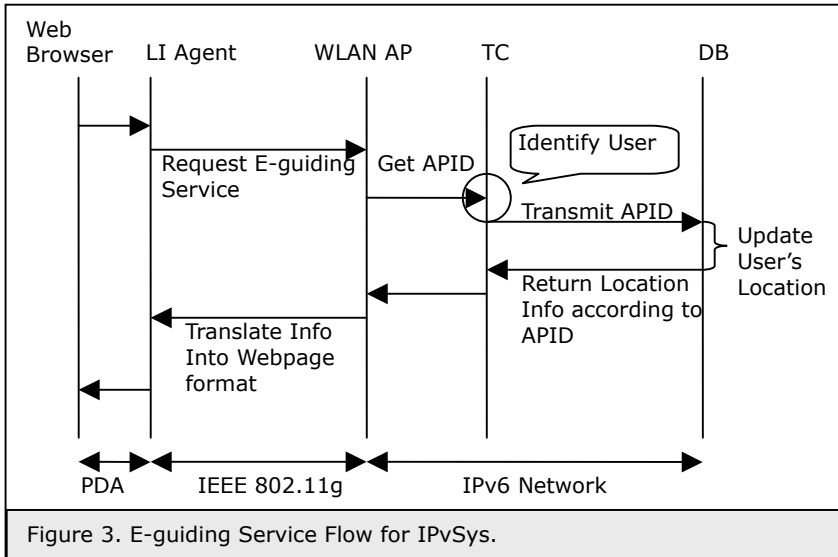 Web
Browser
LI Agent
WLAN AP
TC
DB
Identify User
Request E-guiding
Service
Get APID
Transmit APID
Update
User's
Location
Return Location
Info according to
APID
Translate Info
Into Webpage
format
PDA
IEEE 802.11g
IPv6 Network
Figure 3. E-guiding Service Flow for IPvSys.